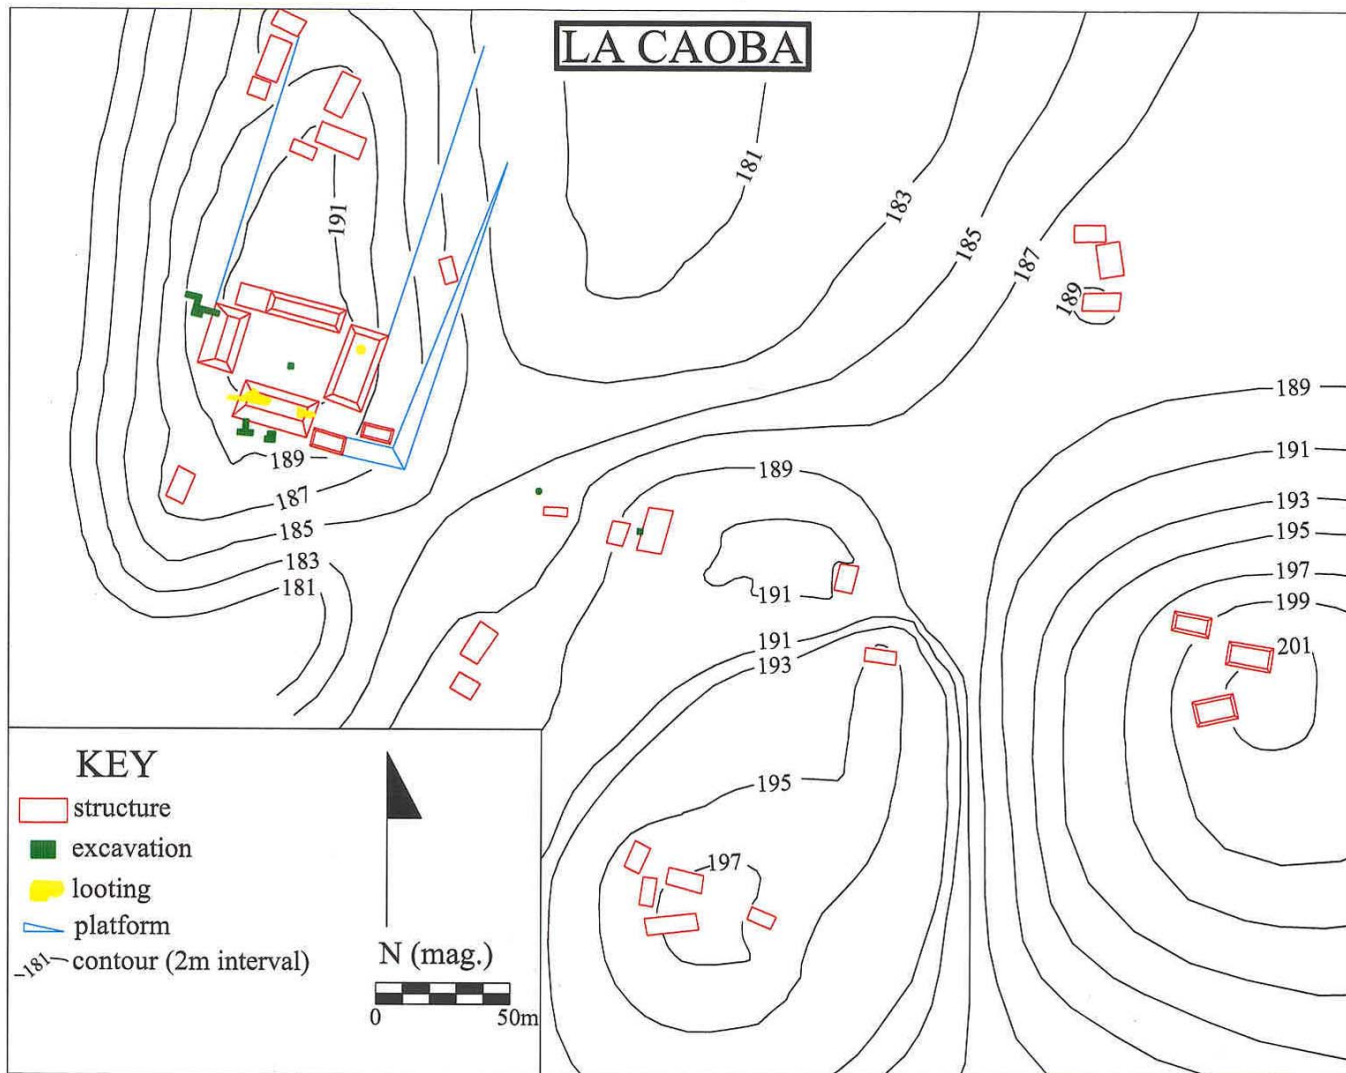 LA CAOBA
181
183
185
187
191
189
189
191
193
195
197
199
201
189
187
185
183
181
189
191
191
193
195
197
KEY
structure
excavation
looting
platform
181 contour (2m interval)
N (mag.)
0 50m